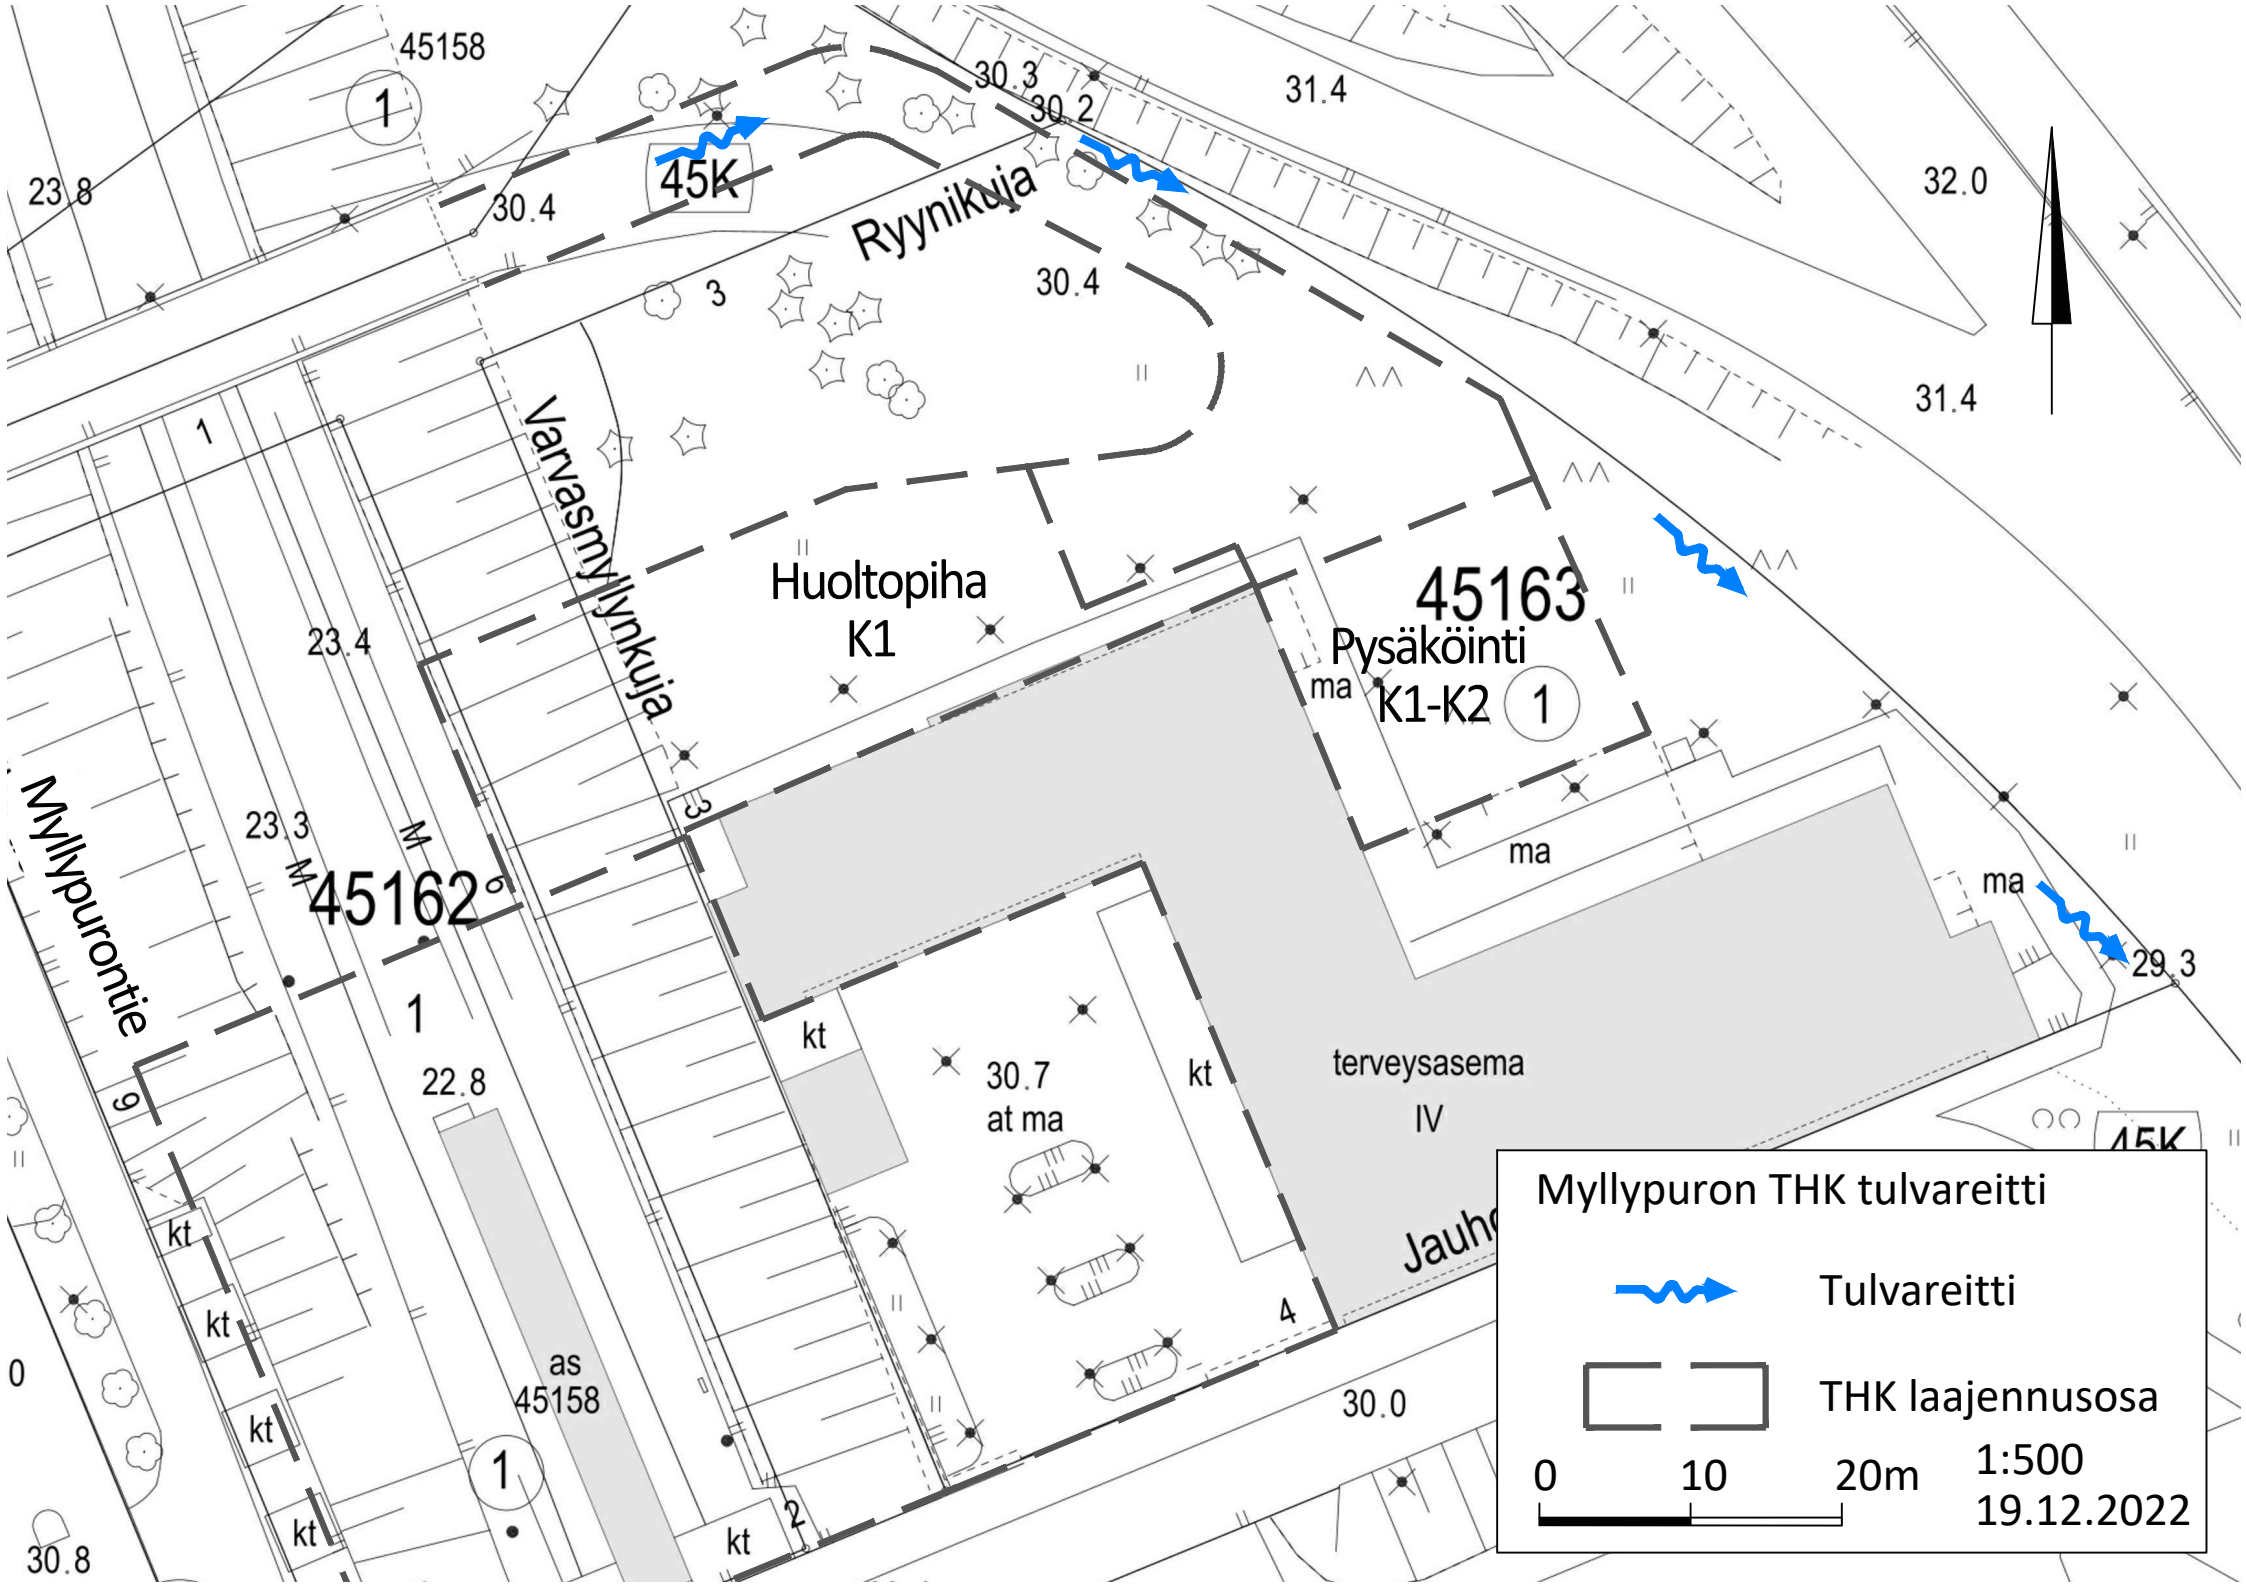 45158
1
30.3
30.2
31.4
23.8
45K
30.4
32.0
Ryynikuja
3
30.4
31.4
1
Varvasmyllynkuja
Huoltopiha
K1
45163
1
Pysäköinti
K1-K2
ma
23.4
3
Myllypurontie
23.3
M
M
45162
6
ma
ma
29.3
1
kt
9
22.8
30.7
at ma
kt
terveysasema
IV
45K
kt
Jauho
4
kt
as
45158
0
30.0
kt
1
2
kt
kt
30.8
Myllypuron THK tulvareitti
Tulvareitti
THK laajennusosa
0 10 20m
1:500
19.12.2022